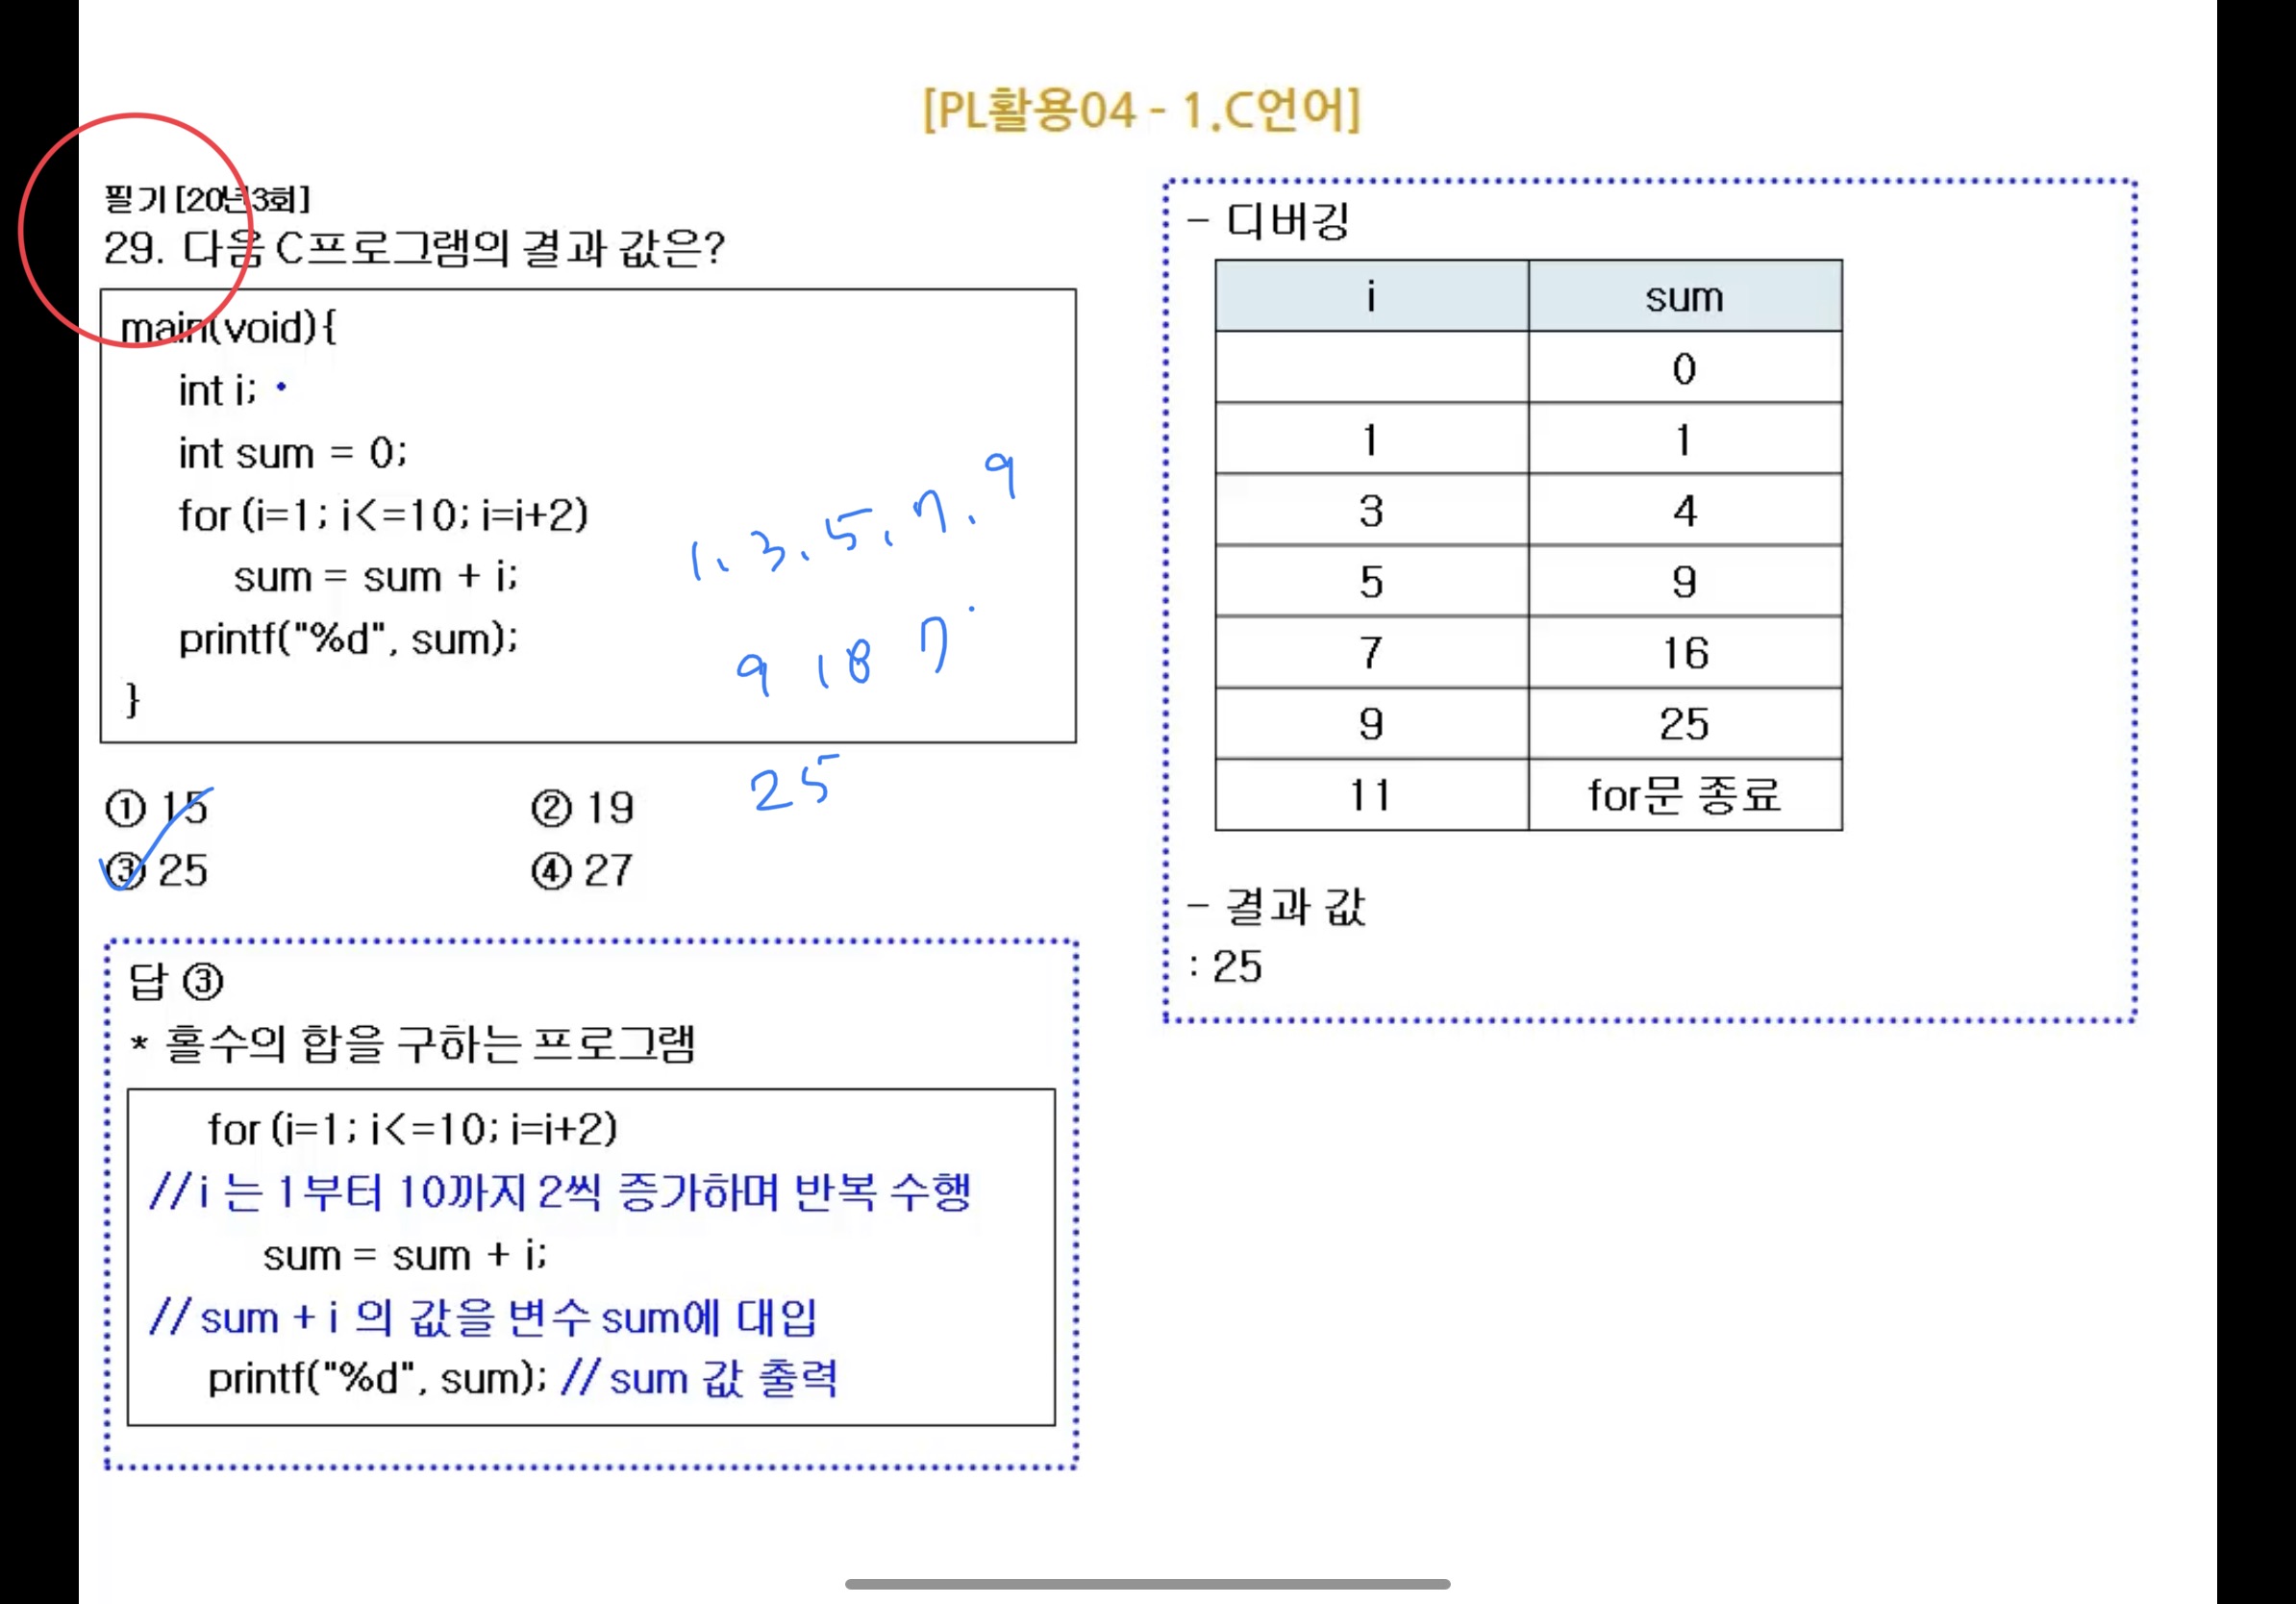 [PL활용04 - 1.C언어]
필기 [20년3회]
29. 다음 C프로그램의 결과 값은?
main(void){
int i;
int sum = 0;
for (i=1; i<=10; i=i+2)
sum = sum + i;
printf("%d", sum);
}
1, 3, 5, 7, 9
9 18 7
25
① 15 ② 19
③ 25 ④ 27
답 ③
* 홀수의 합을 구하는 프로그램
for (i=1; i<=10; i=i+2)
//i 는 1부터 10까지 2씩 증가하며 반복 수행
sum = sum + i;
// sum + i 의 값을 변수 sum에 대입
printf("%d", sum); // sum 값 출력
- 디버깅
i sum
0
1 1
3 4
5 9
7 16
9 25
11 for문 종료
- 결과 값
: 25